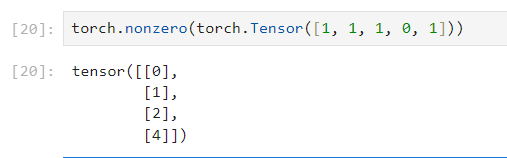 [20]: torch.nonzero(torch.Tensor([1, 1, 1, 0, 1]))
[20]: tensor([[0],
[1],
[2],
[4]])